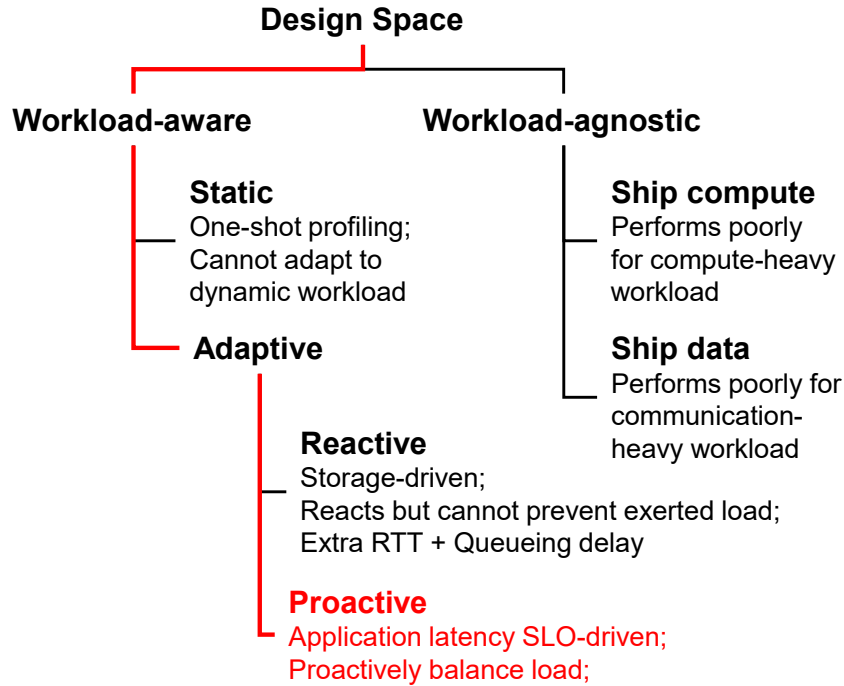 Design Space
Workload-aware
Workload-agnostic
Static
One-shot profiling;
Cannot adapt to
dynamic workload
Adaptive
Reactive
Storage-driven;
Reacts but cannot prevent exerted load;
Extra RTT + Queueing delay
Proactive
Application latency SLO-driven;
Proactively balance load;
Ship compute
Performs poorly
for compute-heavy
workload
Ship data
Performs poorly for
communication-
heavy workload